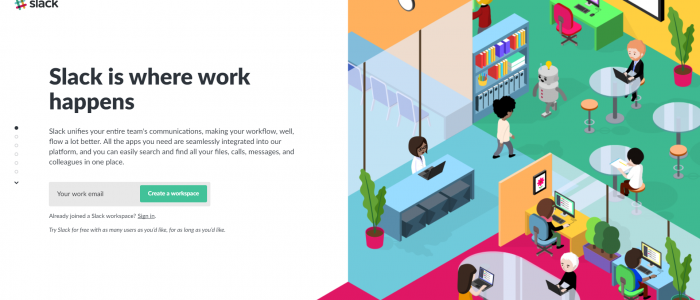 slack
Slack is where work
happens
Slack unifies your entire team's communications, making your workflow, well,
flow a lot better. All the apps you need are seamlessly integrated into our
platform, and you can easily search and find all your files, calls, messages, and
colleagues in one place.
Your work email
Create a workspace
Already joined a Slack workspace? Sign in.
Try Slack for free with as many users as you'd like, for as long as you'd like.